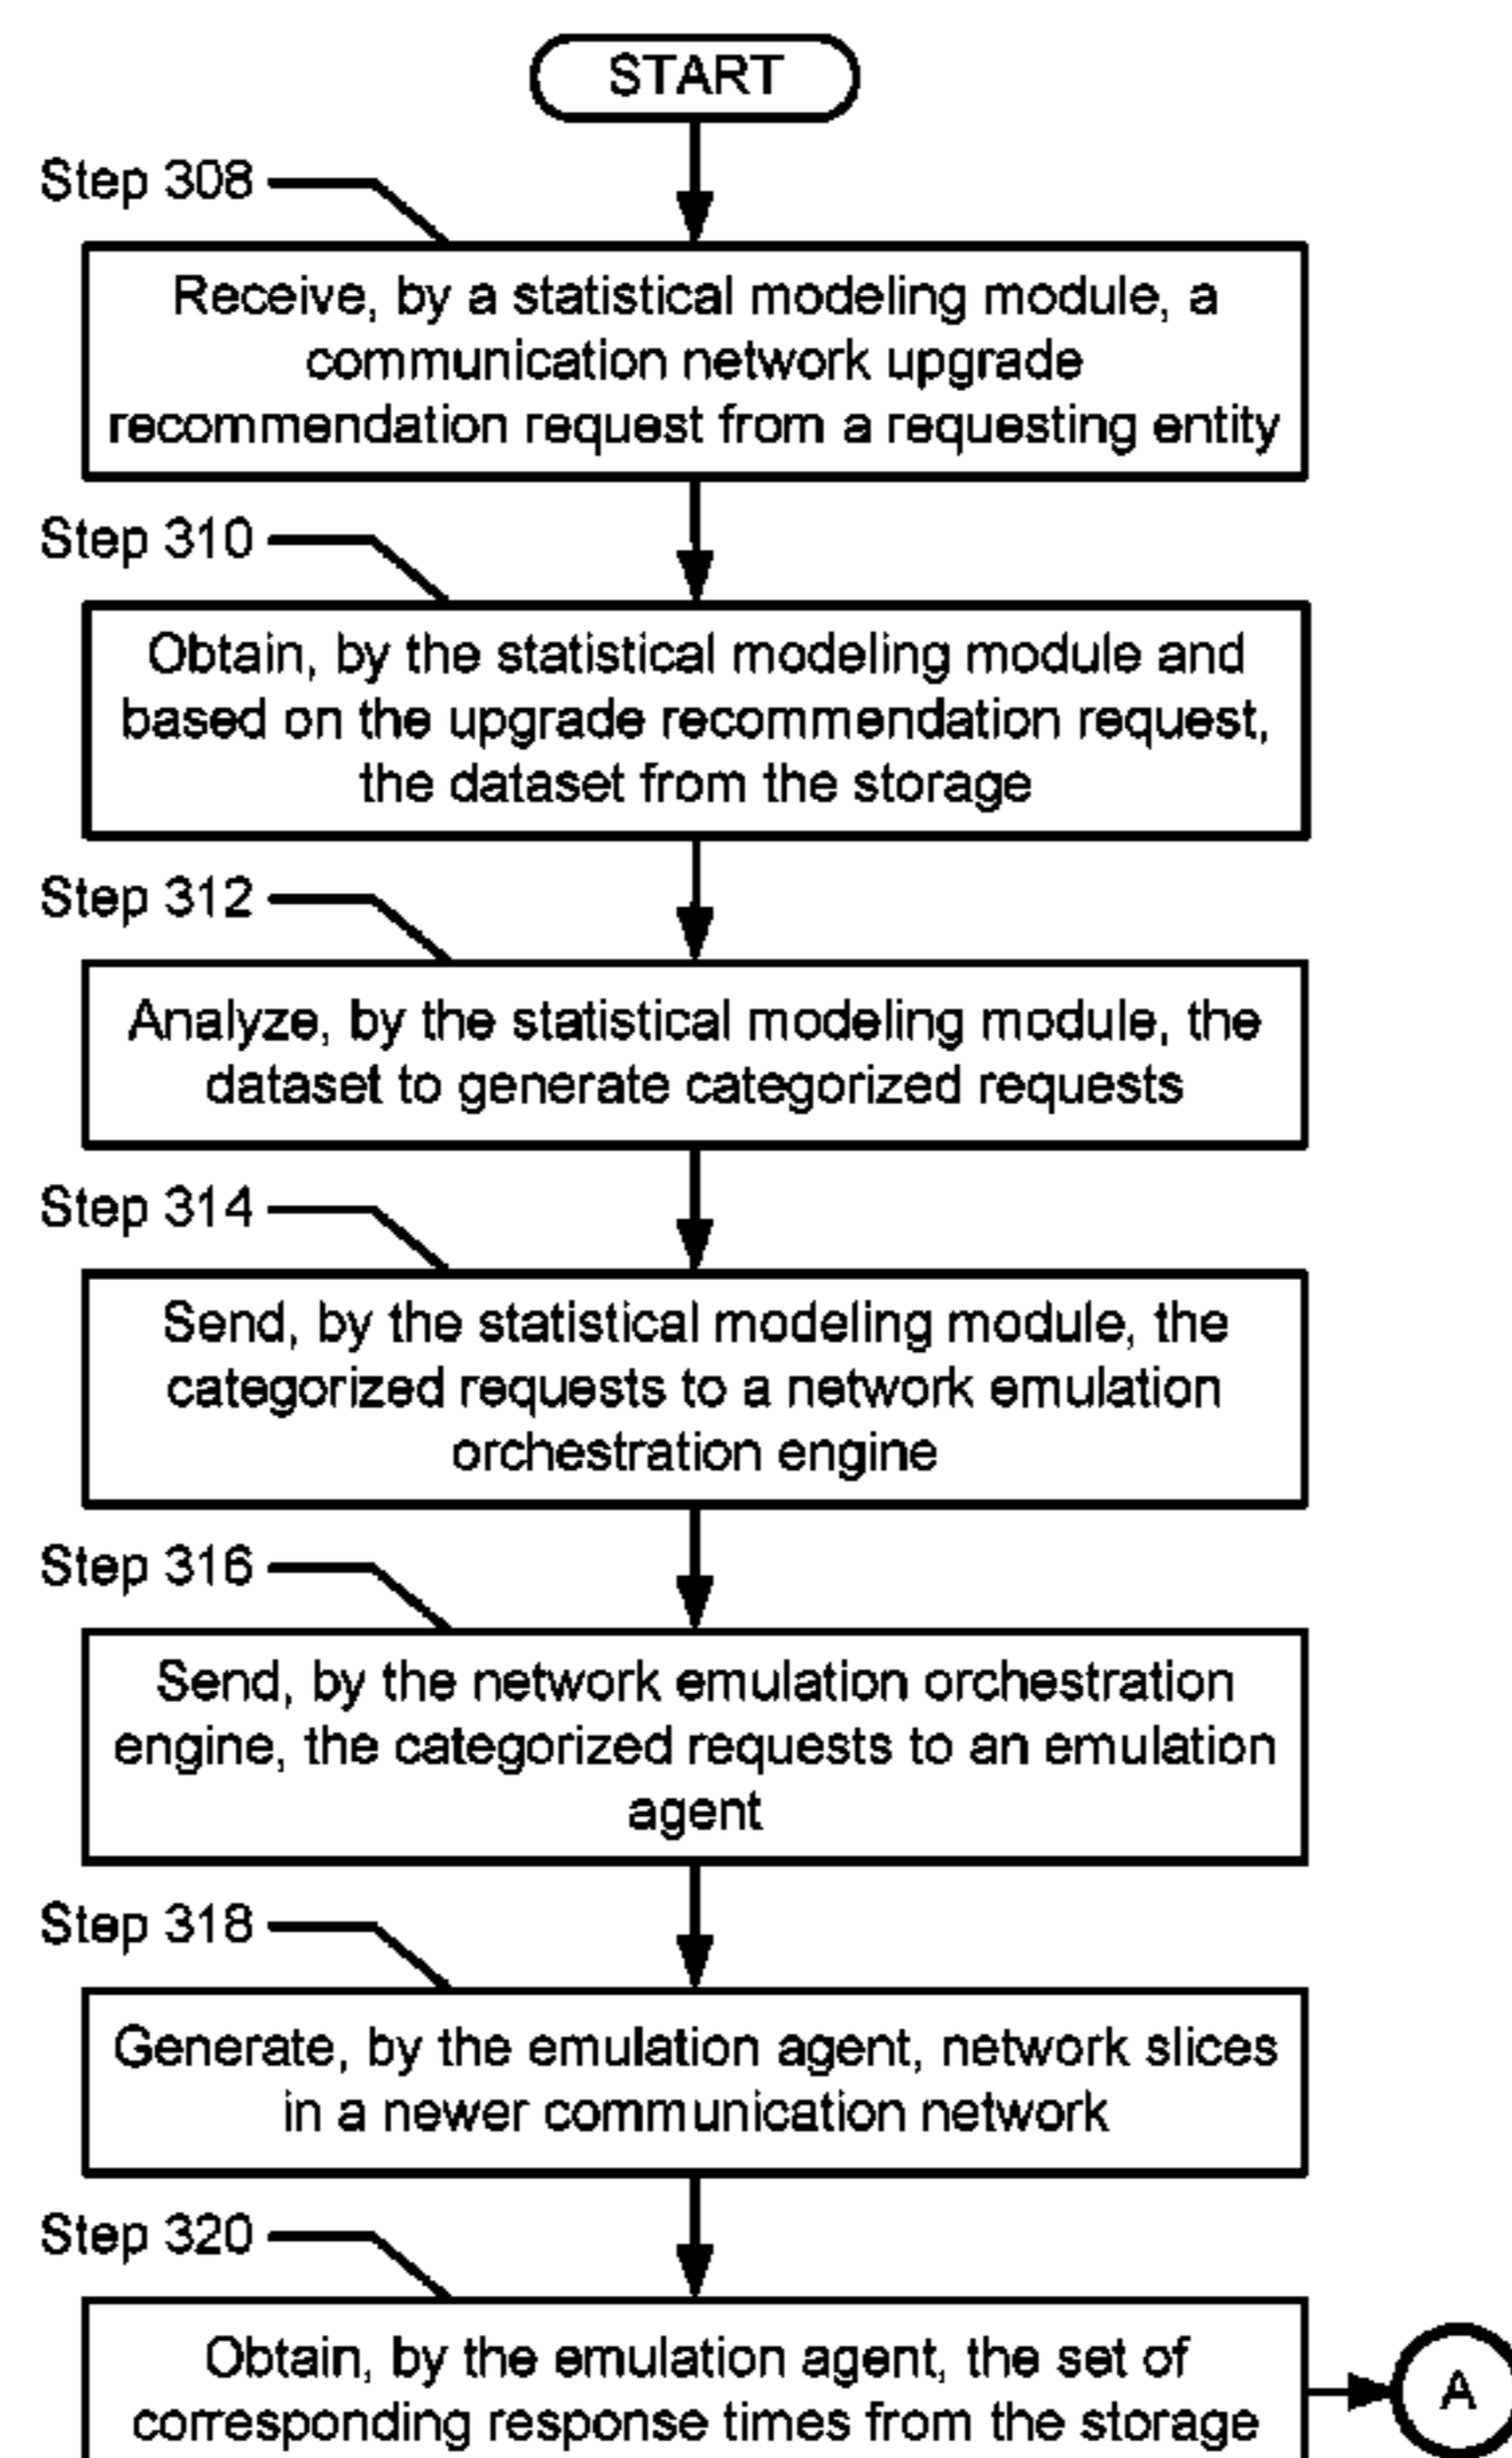 START
Step 308
Receive, by a statistical modeling module, a
communication network upgrade
recommendation request from a requesting entity
Step 310
Obtain, by the statistical modeling module and
based on the upgrade recommendation request,
the dataset from the storage
Step 312
Analyze, by the statistical modeling module, the
dataset to generate categorized requests
Step 314
Send, by the statistical modeling module, the
categorized requests to a network emulation
orchestration engine
Step 316
Send, by the network emulation orchestration
engine, the categorized requests to an emulation
agent
Step 318
Generate, by the emulation agent, network slices
in a newer communication network
Step 320
Obtain, by the emulation agent, the set of
corresponding response times from the storage
A